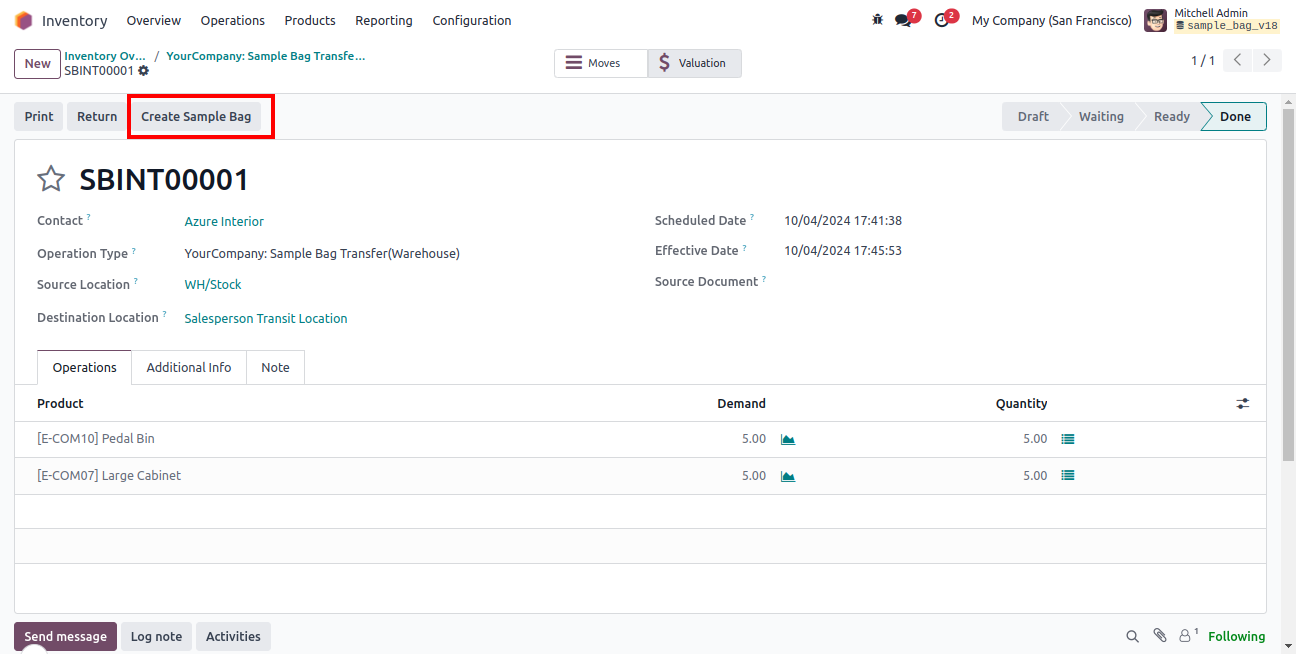 Inventory Overview Operations Products Reporting Configuration 7 2 My Company (San Francisco) Mitchell Admin
sample_bag_v18
New Inventory Ov... / YourCompany: Sample Bag Transfe...
SBINT00001
Moves $ Valuation 1 / 1
Print Return Create Sample Bag Draft Waiting Ready Done
SBINT00001
Contact ? Azure Interior Scheduled Date ? 10/04/2024 17:41:38
Operation Type ? YourCompany: Sample Bag Transfer(Warehouse) Effective Date ? 10/04/2024 17:45:53
Source Location ? WH/Stock Source Document ?
Destination Location ? Salesperson Transit Location
Operations Additional Info Note
Product Demand Quantity
[E-COM10] Pedal Bin 5.00 5.00
[E-COM07] Large Cabinet 5.00 5.00
Send message Log note Activities 1 Following